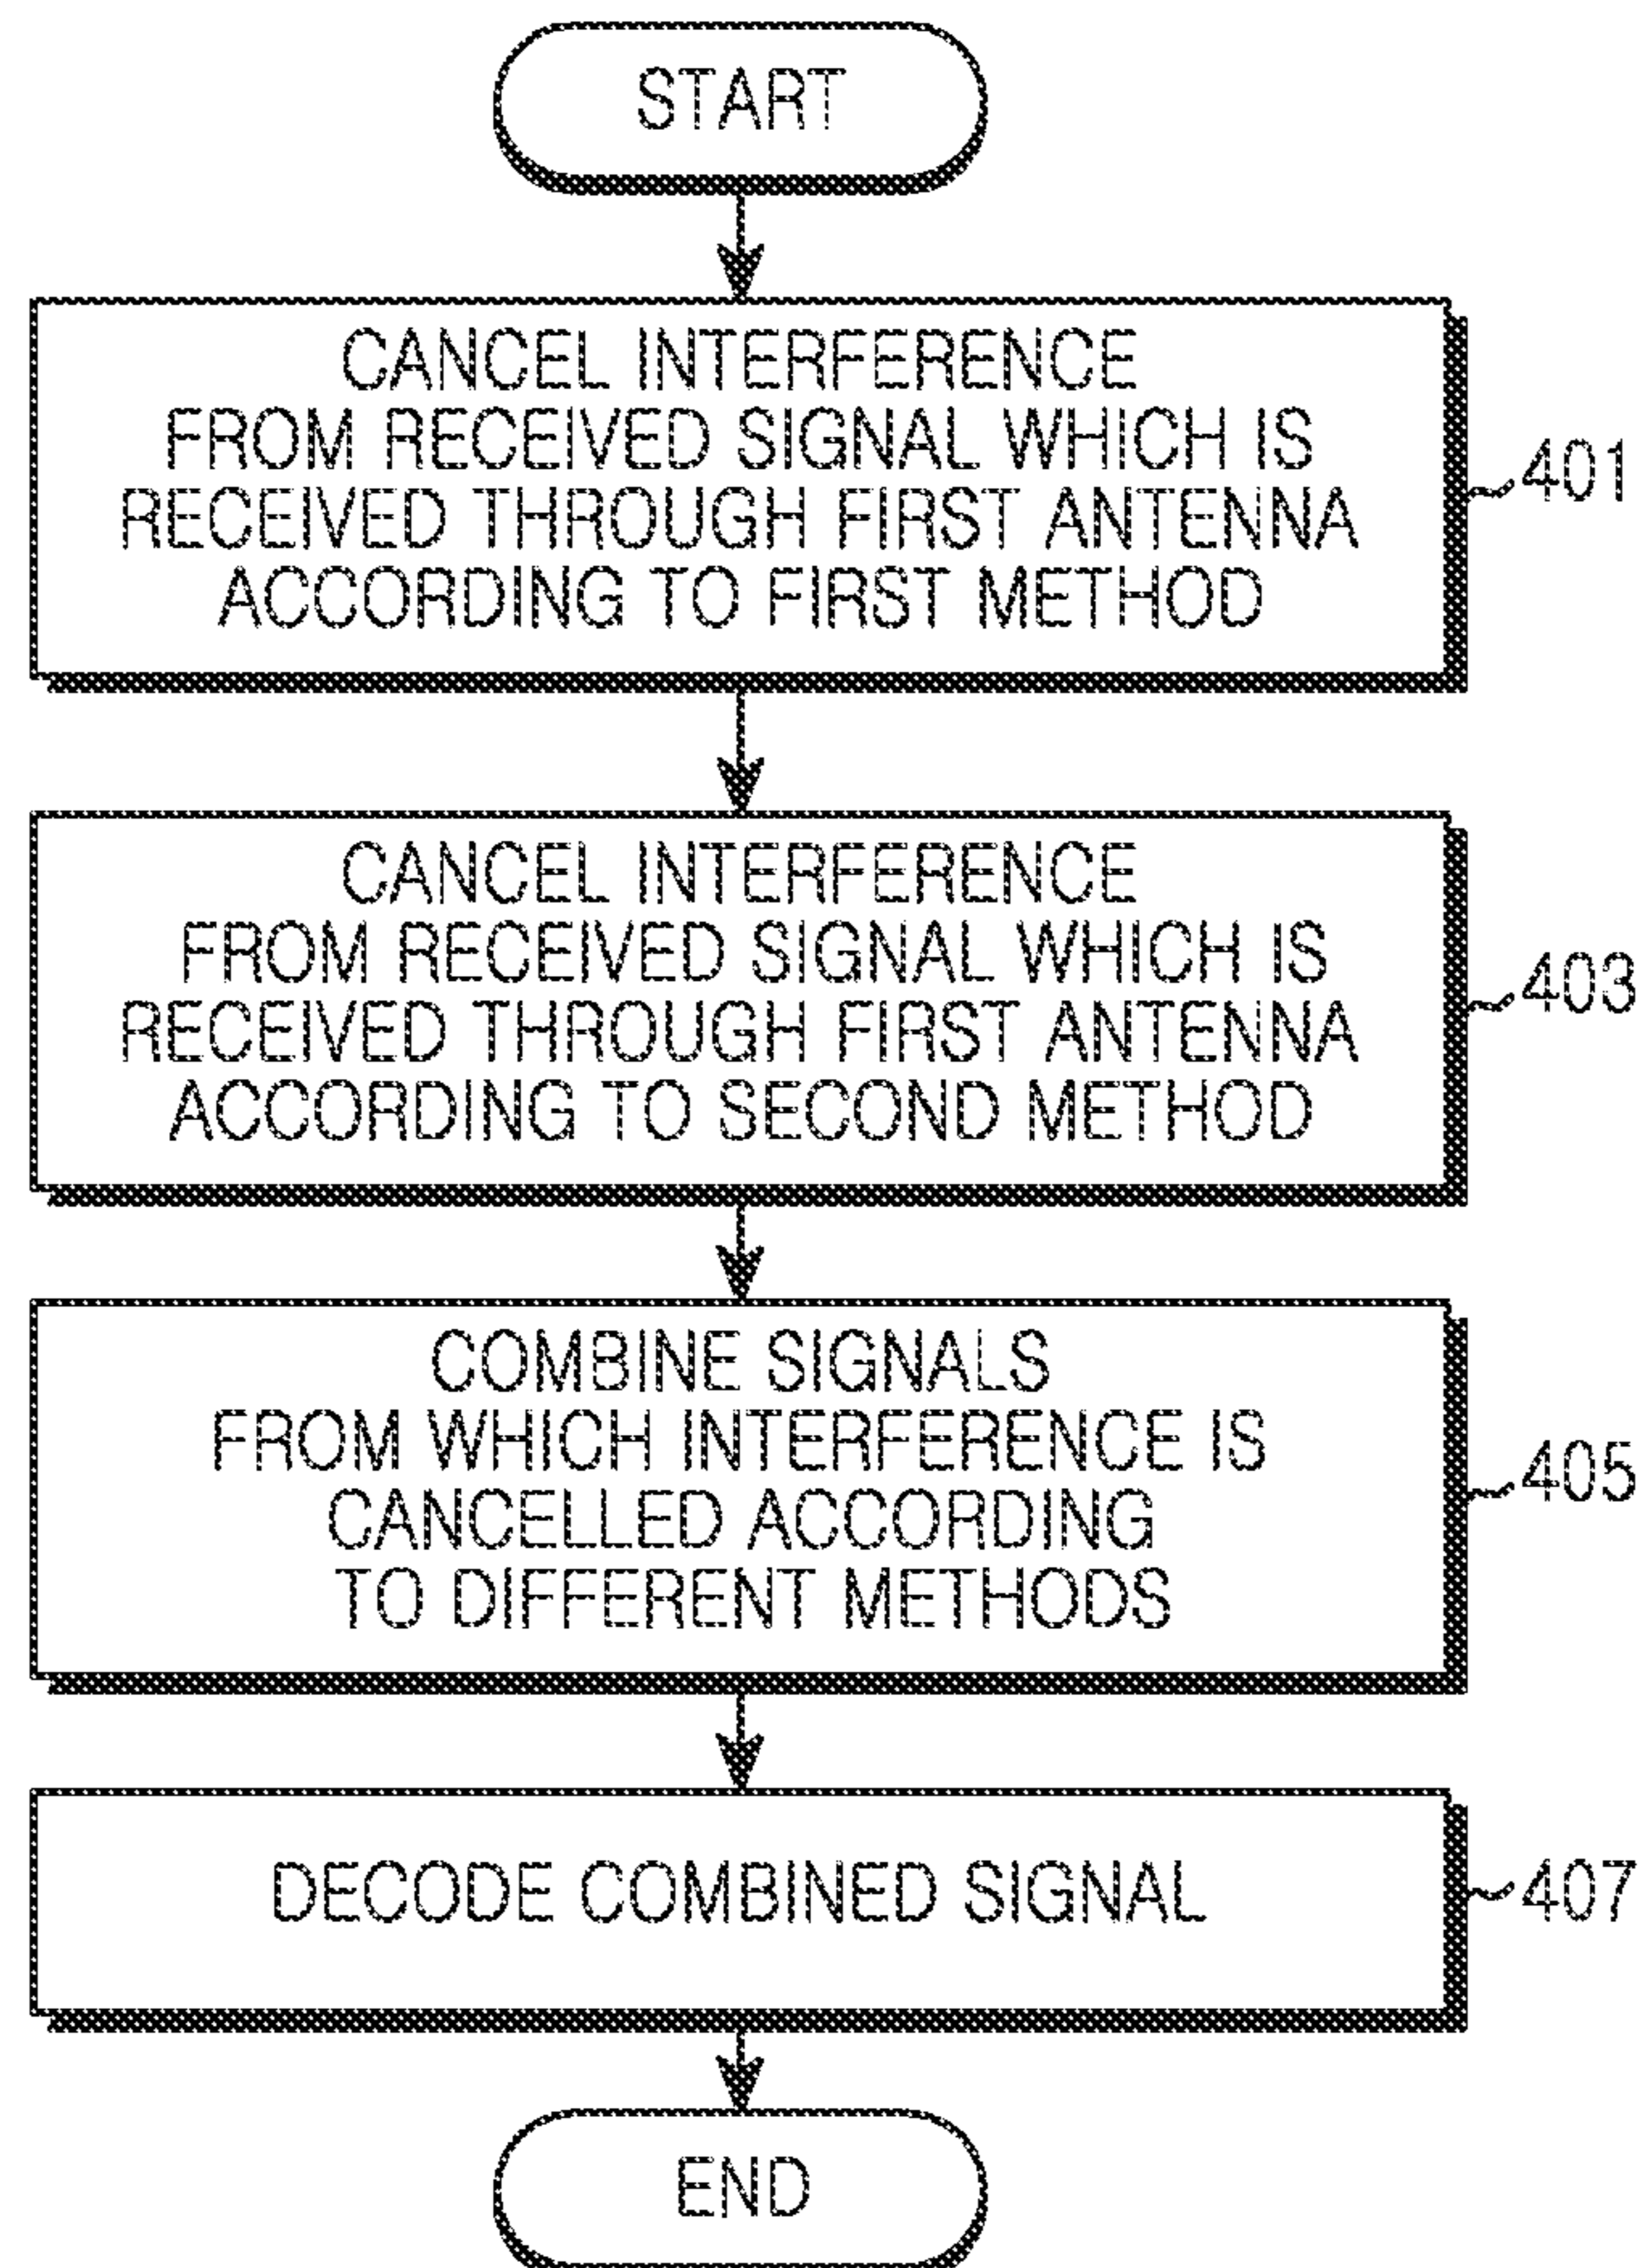 START
CANCEL INTERFERENCE
FROM RECEIVED SIGNAL WHICH IS
RECEIVED THROUGH FIRST ANTENNA
ACCORDING TO FIRST METHOD
401
CANCEL INTERFERENCE
FROM RECEIVED SIGNAL WHICH IS
RECEIVED THROUGH FIRST ANTENNA
ACCORDING TO SECOND METHOD
403
COMBINE SIGNALS
FROM WHICH INTERFERENCE IS
CANCELLED ACCORDING
TO DIFFERENT METHODS
405
DECODE COMBINED SIGNAL
407
END